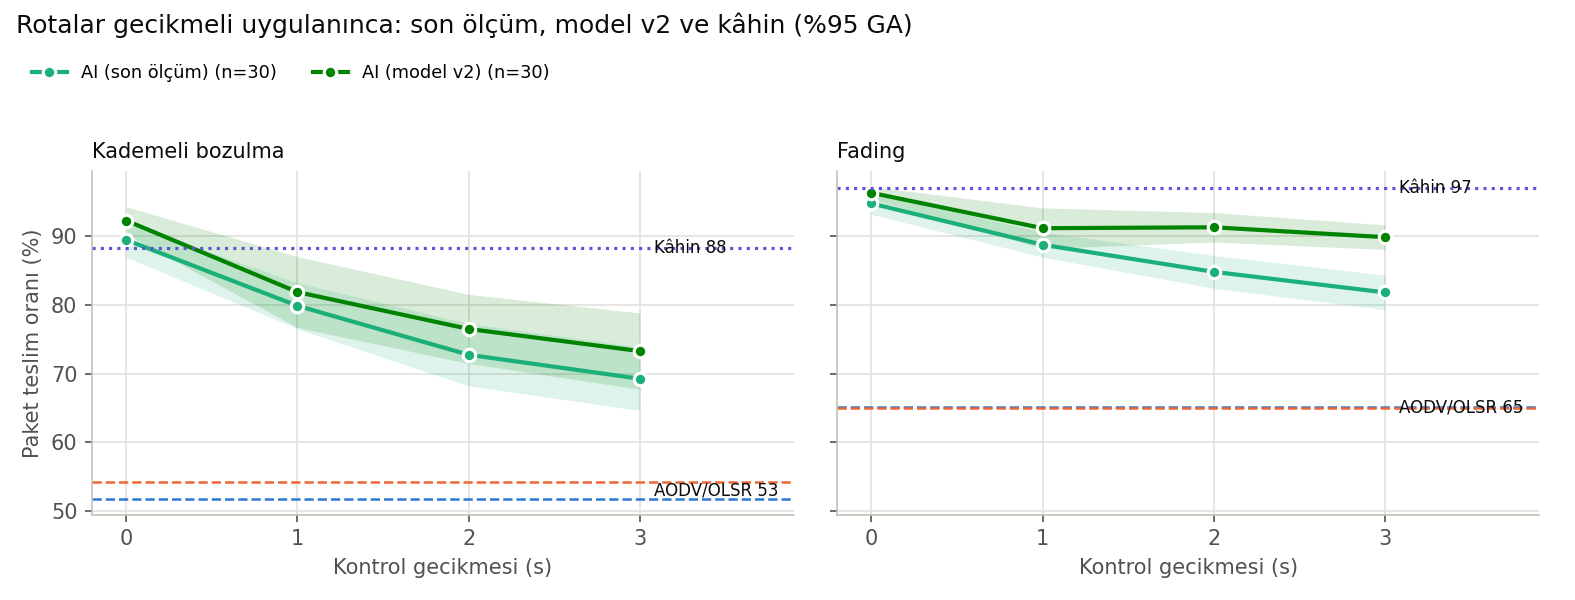 Rotalar gecikmeli uygulanınca: son ölçüm, model v2 ve kâhin (%95 GA)
AI (son ölçüm) (n=30)
AI (model v2) (n=30)
Kademeli bozulma
Paket teslim oranı (%)
90
80
70
60
50
Kâhin 88
AODV/OLSR 53
0
1
2
3
Kontrol gecikmesi (s)
Fading
Kâhin 97
AODV/OLSR 65
0
1
2
3
Kontrol gecikmesi (s)